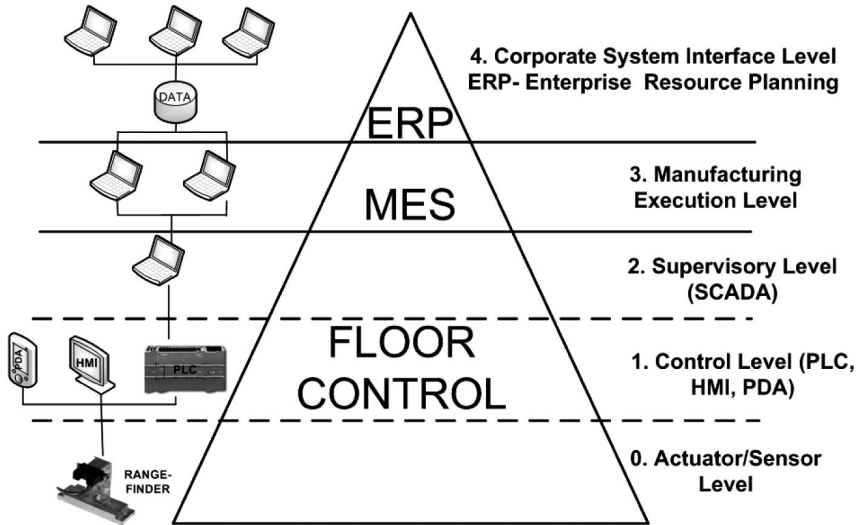 4. Corporate System Interface Level
ERP- Enterprise Resource Planning
DATA
ERP
3. Manufacturing
Execution Level
MES
2. Supervisory Level
(SCADA)
FLOOR
CONTROL
PDA
HMI
PLC
1. Control Level (PLC,
HMI, PDA)
RANGE-
FINDER
0. Actuator/Sensor
Level